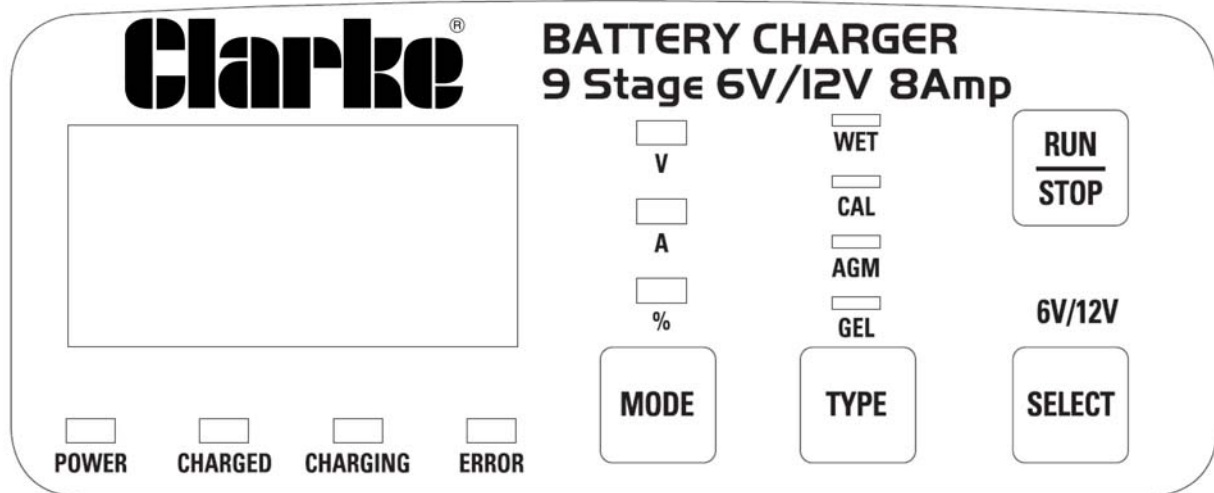 Clarke®
BATTERY CHARGER
9 Stage 6V/12V 8Amp
V
A
%
MODE
WET
CAL
AGM
GEL
TYPE
RUN
STOP
6V/12V
SELECT
POWER
CHARGED
CHARGING
ERROR